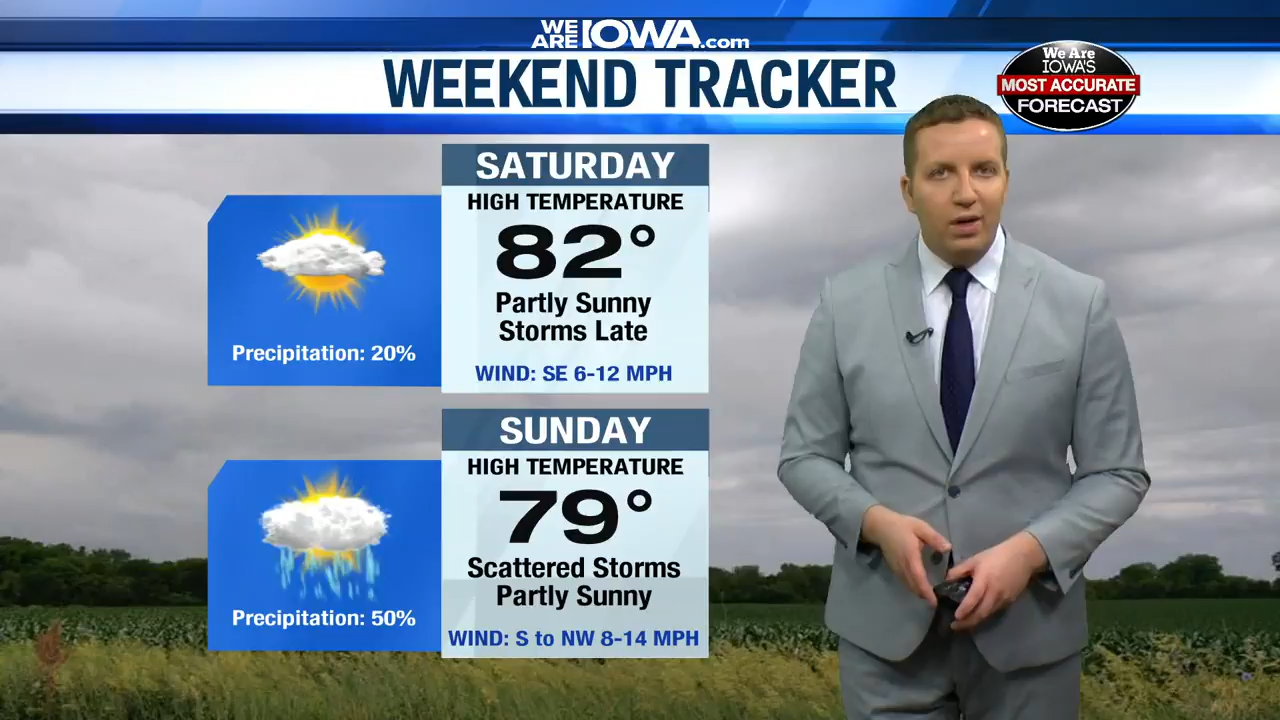 WE ARE IOWA.com
WEEKEND TRACKER
We Are
IOWA'S
MOST ACCURATE
FORECAST
SATURDAY
HIGH TEMPERATURE
82°
Partly Sunny
Storms Late
WIND: SE 6-12 MPH
Precipitation: 20%
SUNDAY
HIGH TEMPERATURE
79°
Scattered Storms
Partly Sunny
WIND: S to NW 8-14 MPH
Precipitation: 50%